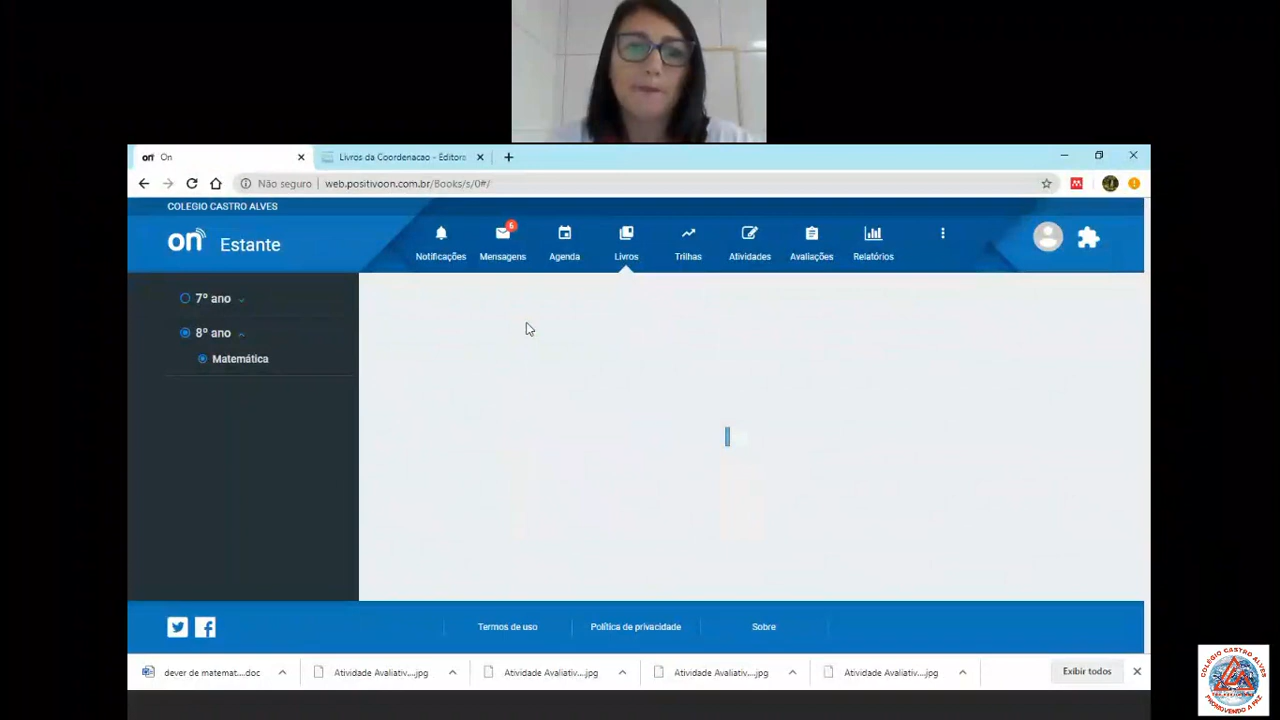 On
Livros da Coordenacao - Editora
Não seguro
web.positivoon.com.br/Books/s/0#/
COLEGIO CASTRO ALVES
on Estante
6
Notificações
Mensagens
Agenda
Livros
Trilhas
Atividades
Avaliações
Relatórios
7º ano
8º ano
Matemática
Termos de uso
Política de privacidade
Sobre
dever de matemat....doc
Atividade Avaliativ....jpg
Atividade Avaliativ....jpg
Atividade Avaliativ....jpg
Atividade Avaliativ....jpg
Exibir todos
COLÉGIO CASTRO ALVES
PROMOVENDO A PAZ